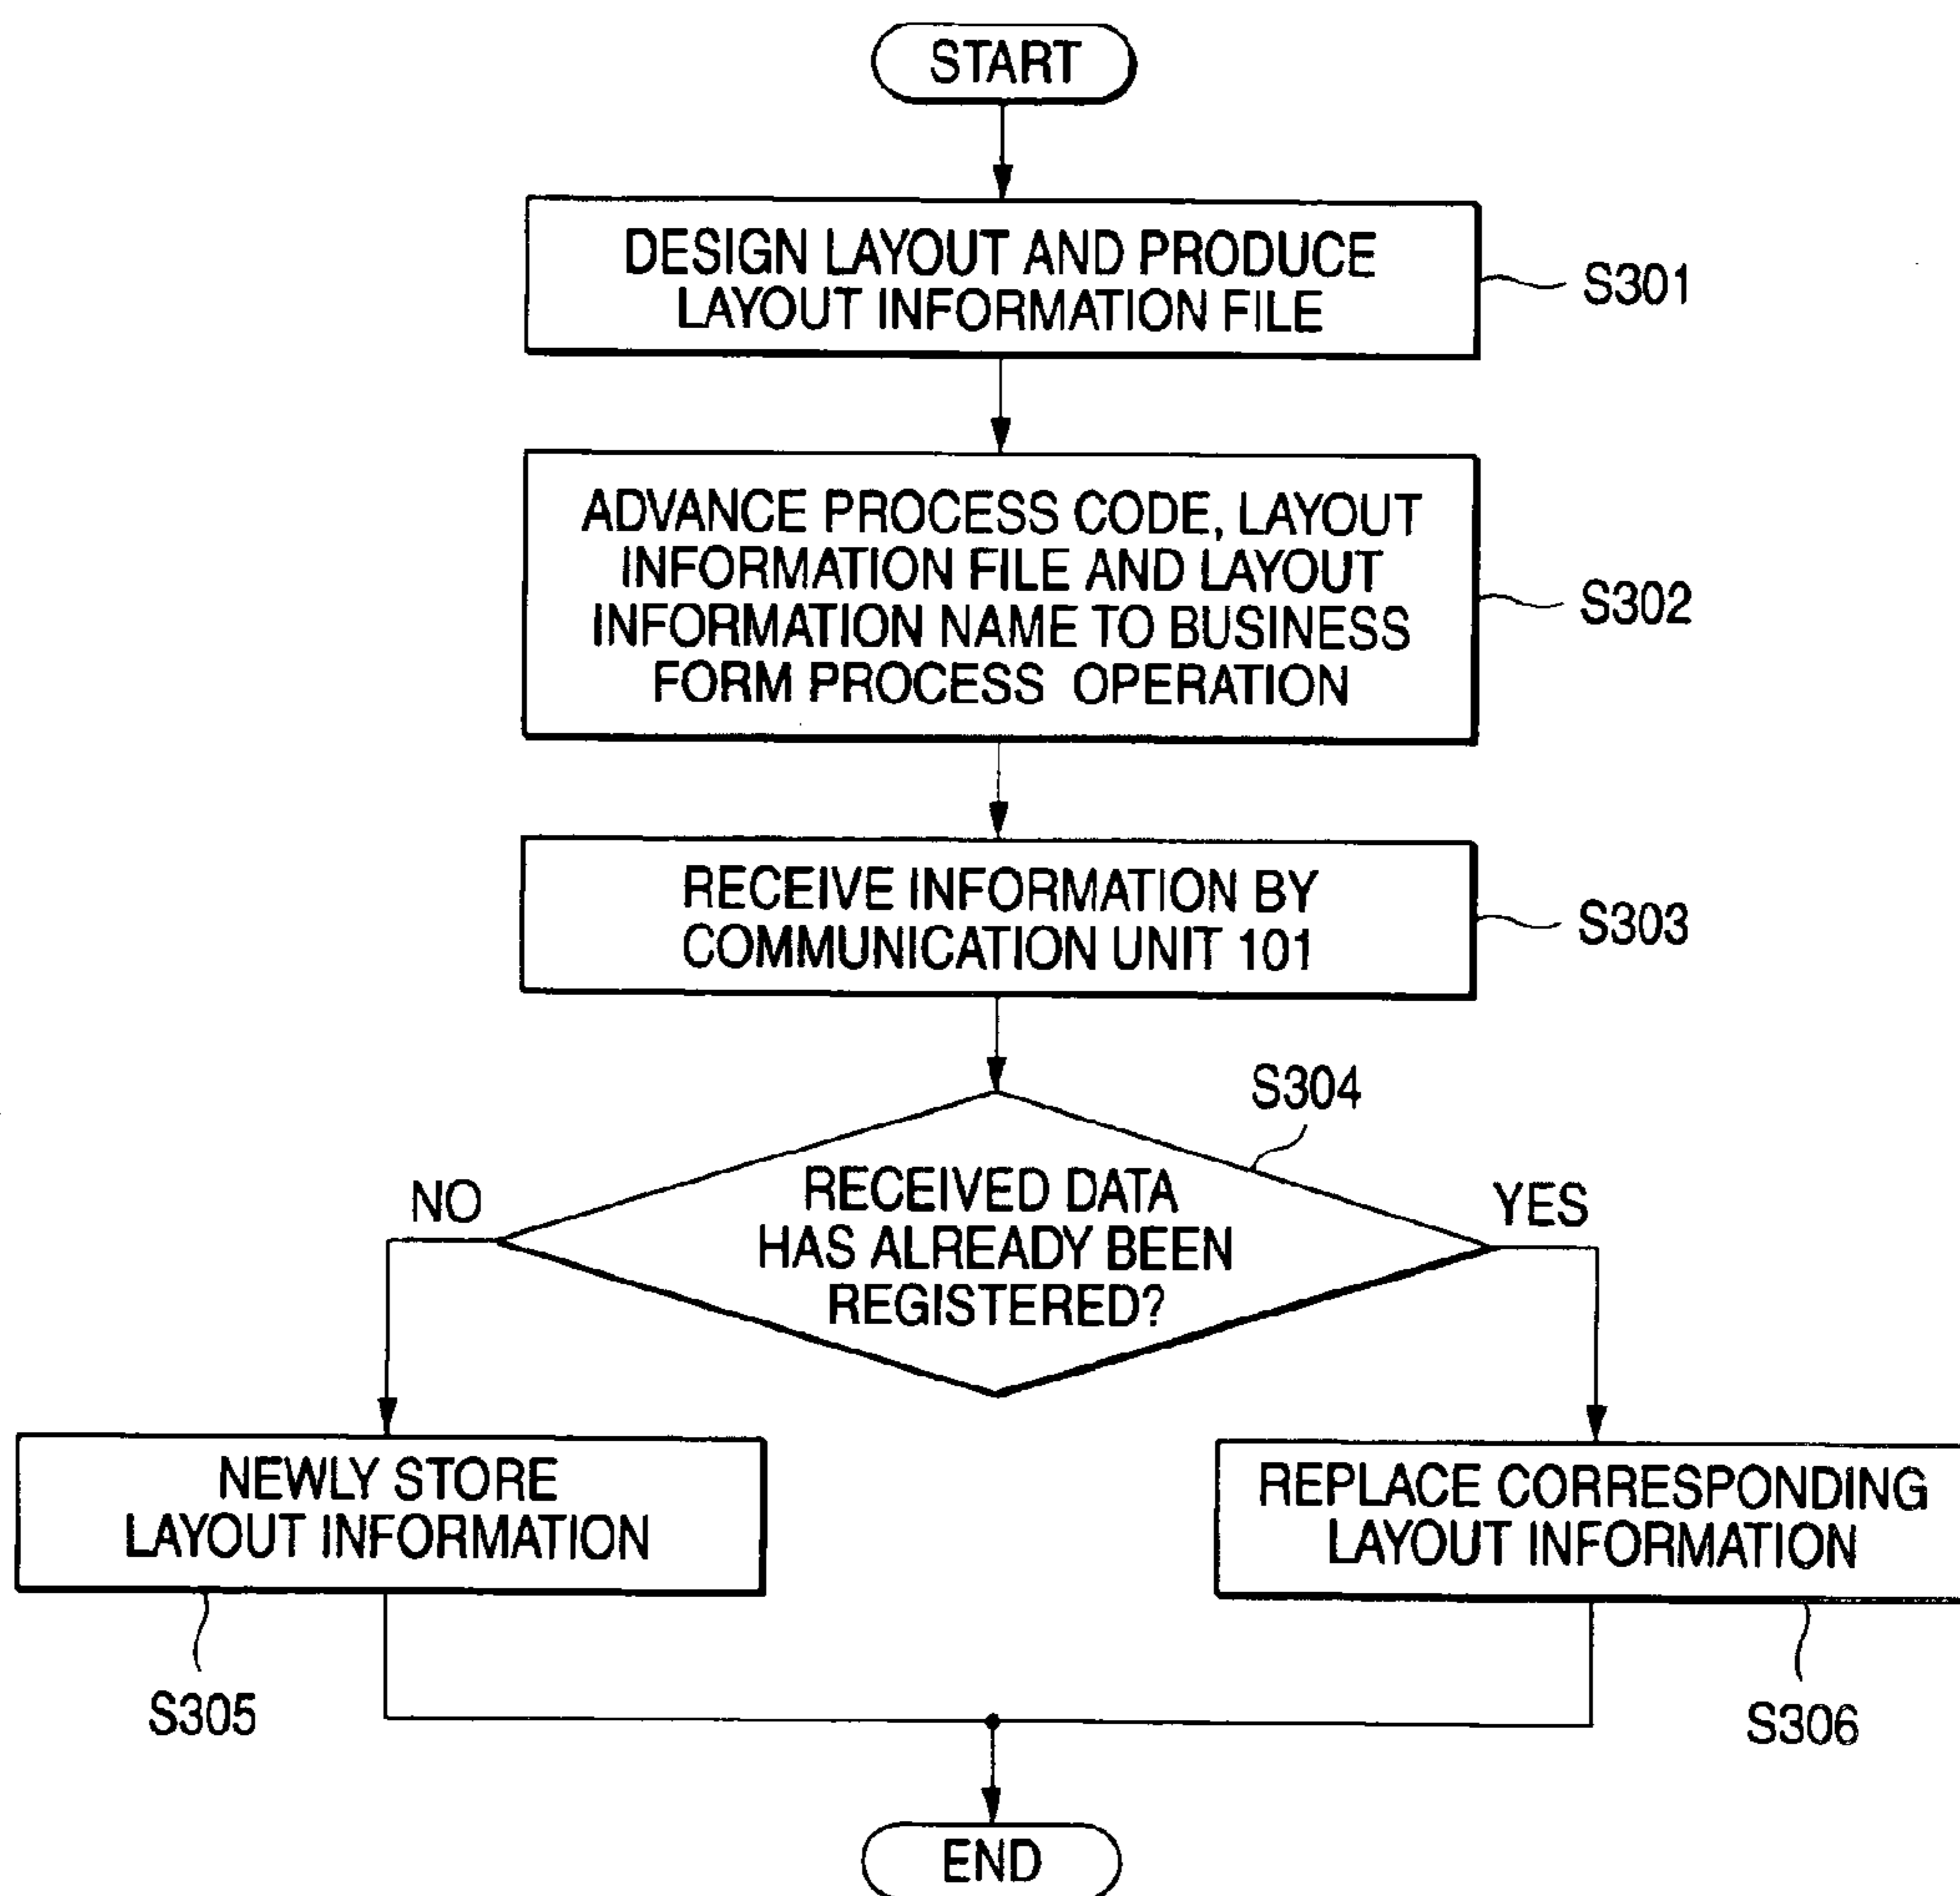 START
DESIGN LAYOUT AND PRODUCE
LAYOUT INFORMATION FILE
S301
ADVANCE PROCESS CODE, LAYOUT
INFORMATION FILE AND LAYOUT
INFORMATION NAME TO BUSINESS
FORM PROCESS OPERATION
S302
RECEIVE INFORMATION BY
COMMUNICATION UNIT 101
S303
S304
RECEIVED DATA
HAS ALREADY BEEN
REGISTERED?
NO
YES
NEWLY STORE
LAYOUT INFORMATION
S305
REPLACE CORRESPONDING
LAYOUT INFORMATION
S306
END